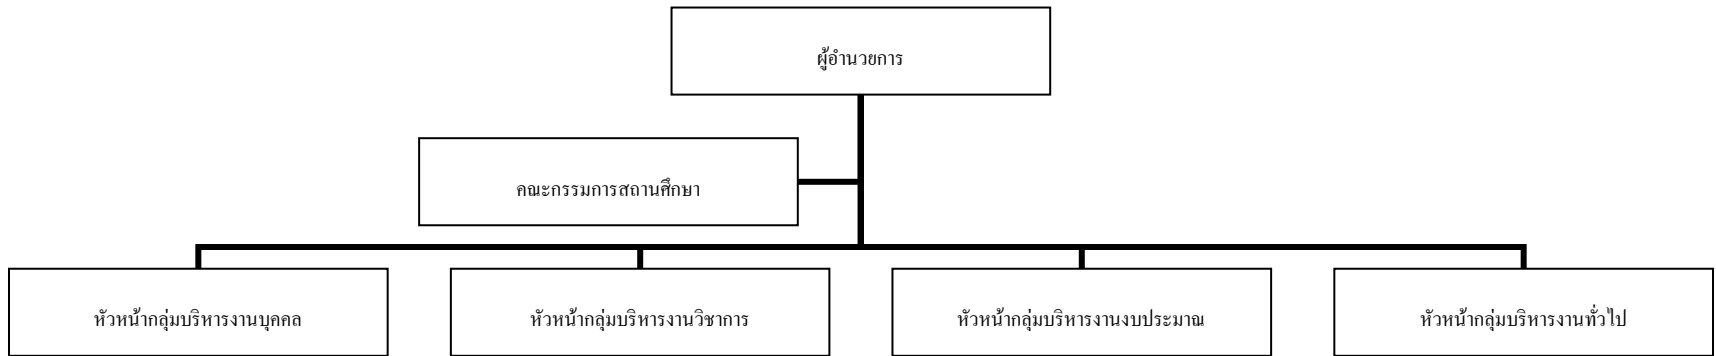 ผู้อำนวยการ
คณะกรรมการสถานศึกษา
หัวหน้ากลุ่มบริหารงานบุคคล
หัวหน้ากลุ่มบริหารงานวิชาการ
หัวหน้ากลุ่มบริหารงานงบประมาณ
หัวหน้ากลุ่มบริหารงานทั่วไป